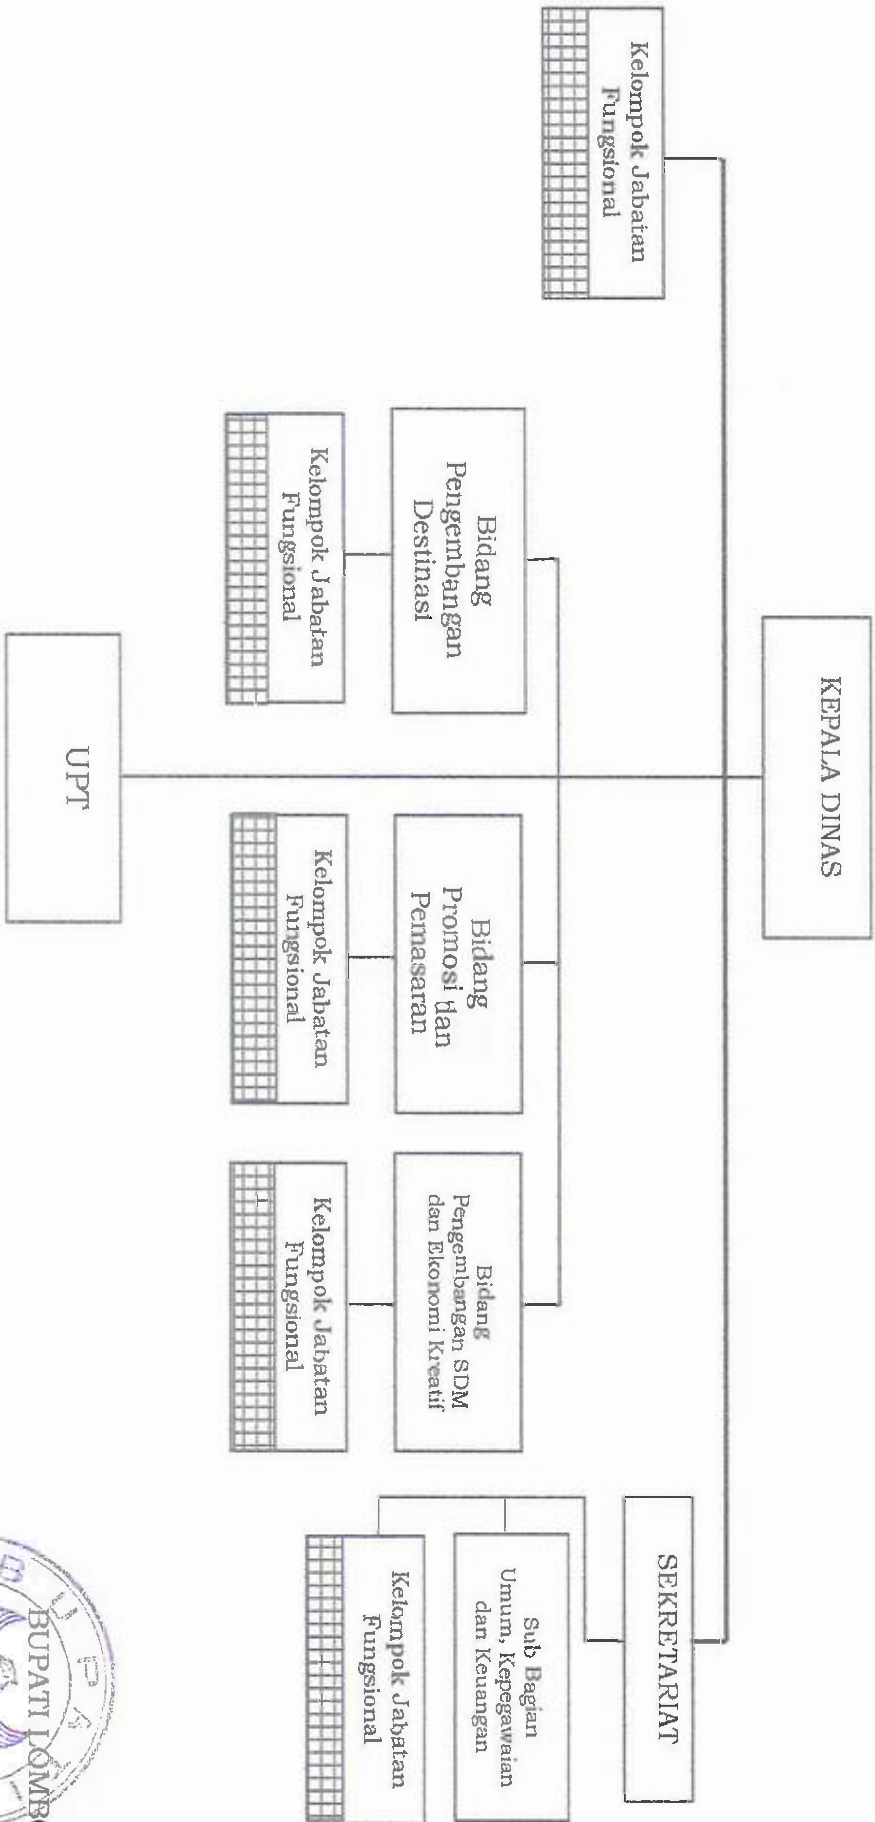 KEPALA DINAS
Kelompok Jabatan
Fungsional
SEKRETARIAT
Sub Bagian
Umum, Kepegawaian
dan Keuangan
Kelompok Jabatan
Fungsional
Bidang
Pengembangan
Destinasi
Bidang
Promosi dan
Pemasaran
Bidang
Pengembangan SDM
dan Ekonomi Kreatif
Kelompok Jabatan
Fungsional
Kelompok Jabatan
Fungsional
Kelompok Jabatan
Fungsional
UPT
BUPATI